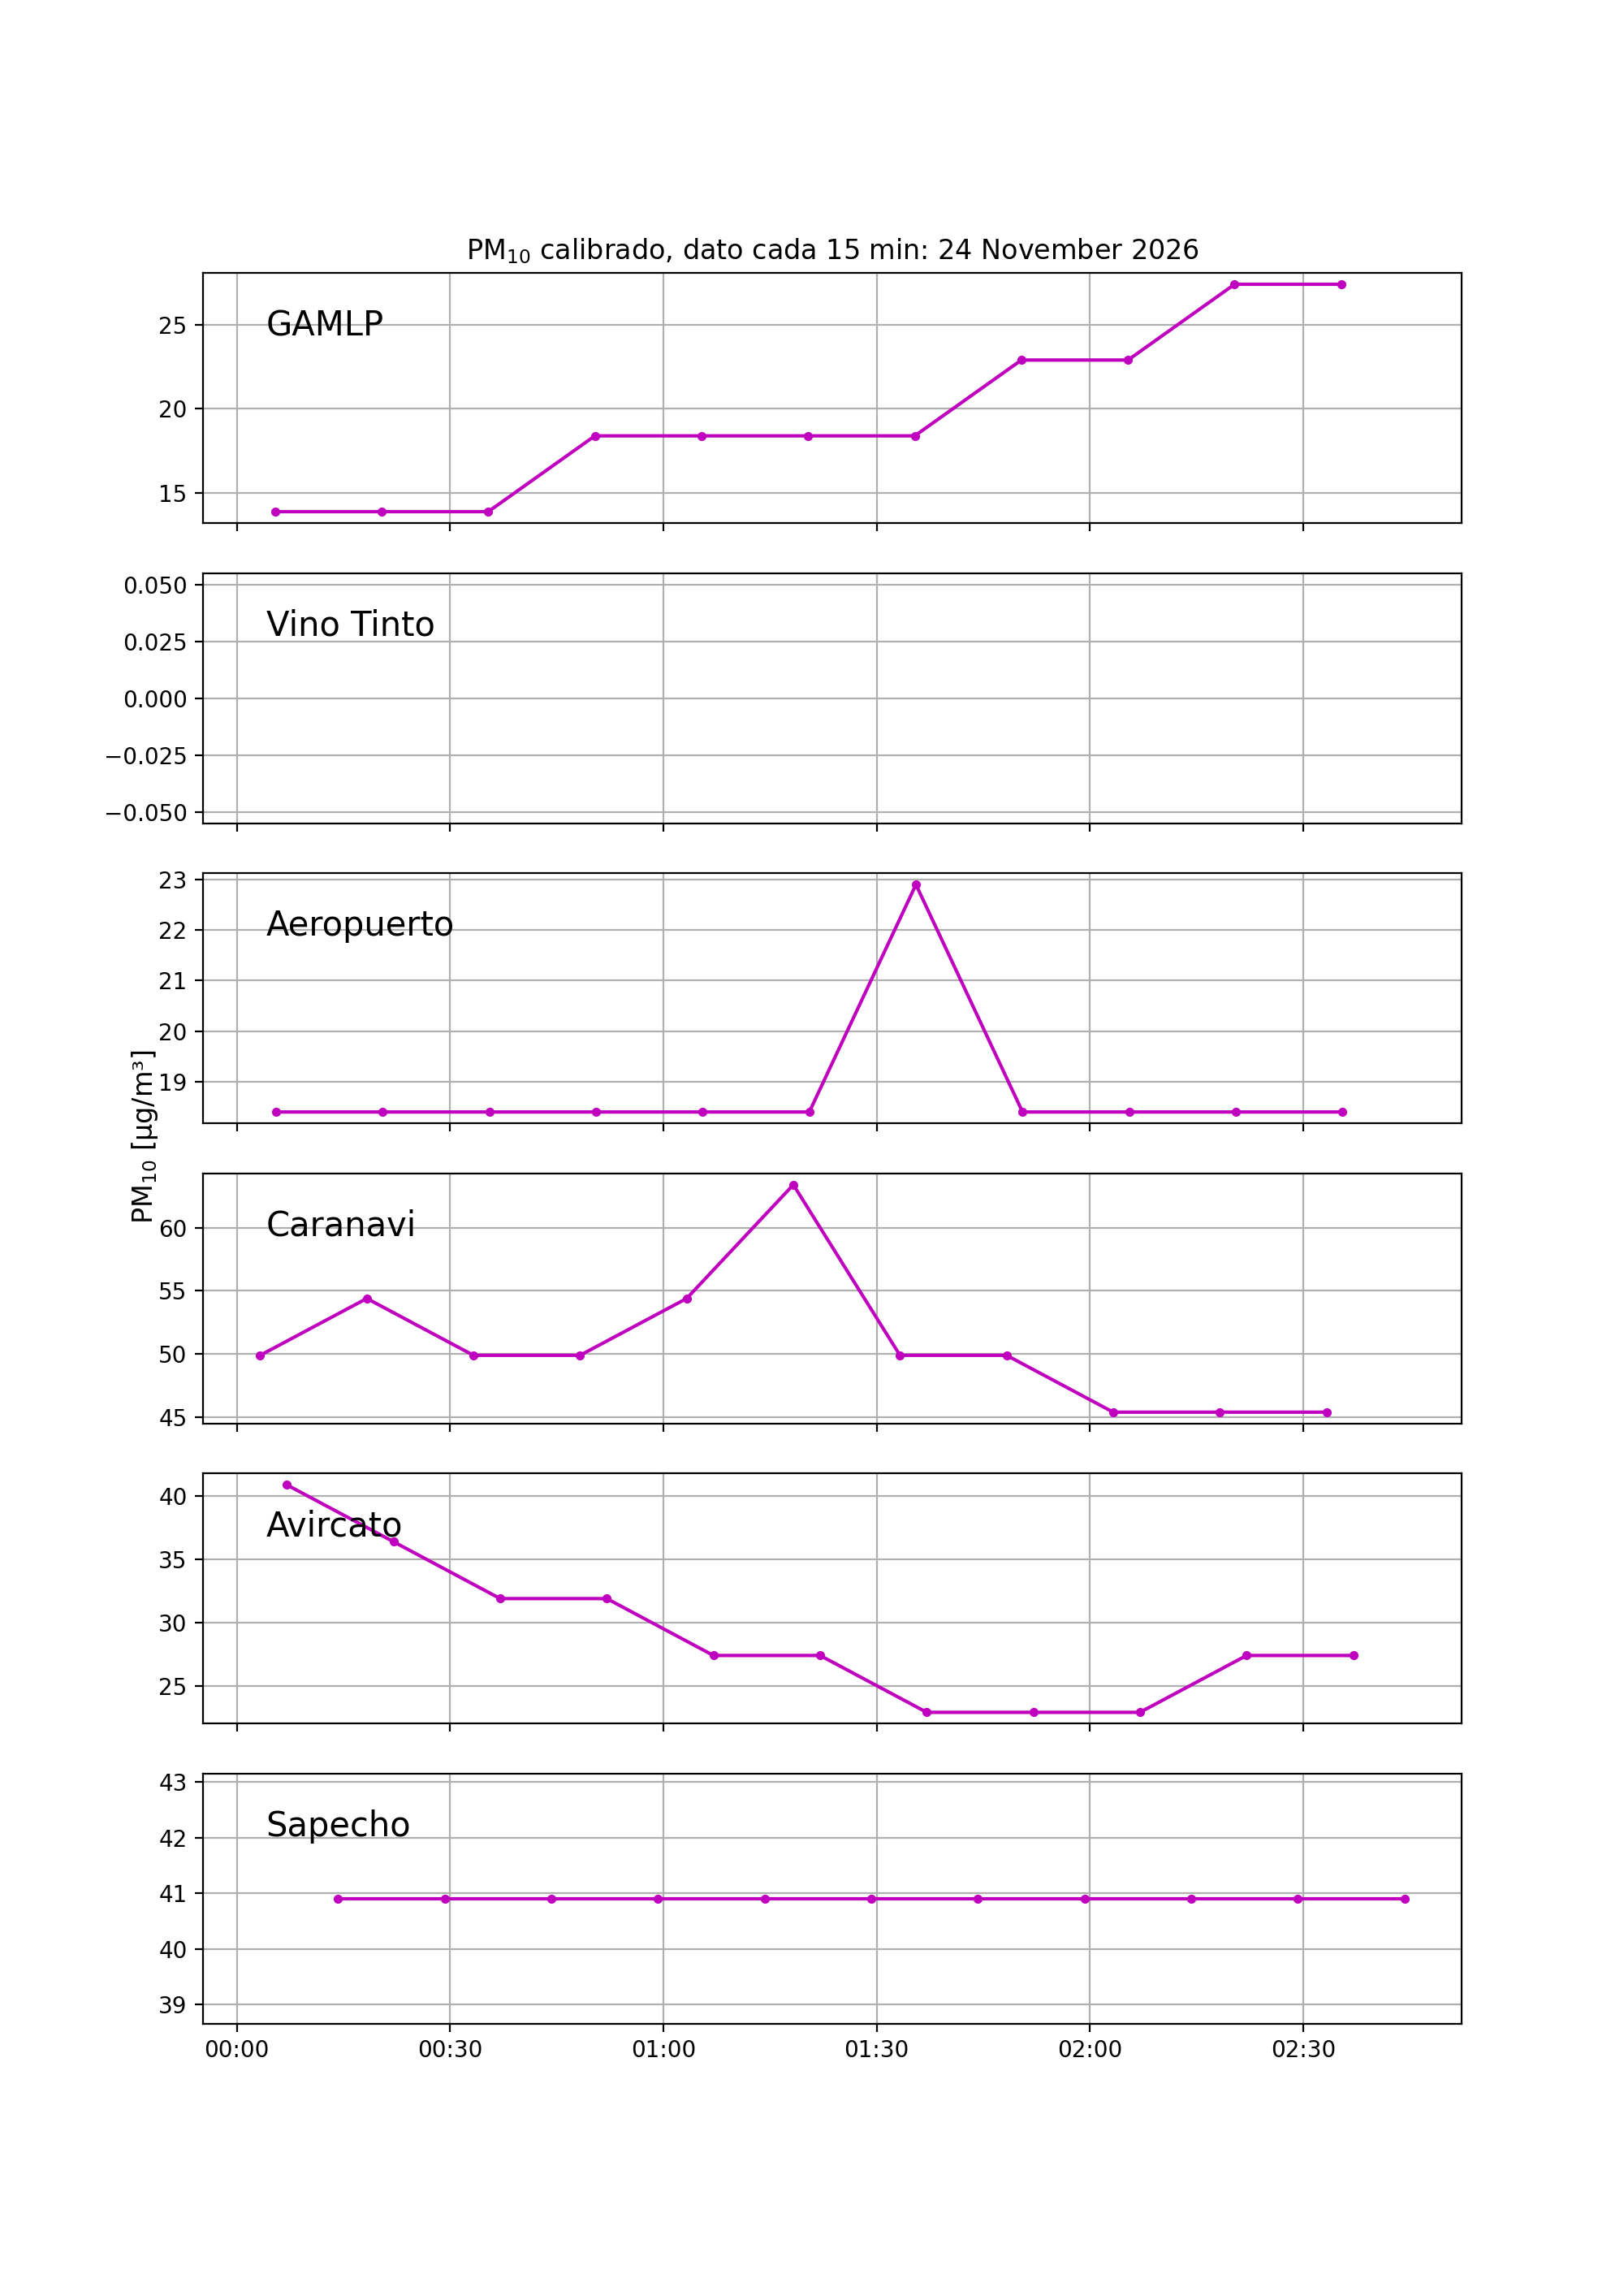 PM₁₀ calibrado, dato cada 15 min: 24 November 2026
GAMLP
25
20
15
Vino Tinto
0.050
0.025
0.000
−0.025
−0.050
Aeropuerto
23
22
21
20
19
PM₁₀ [µg/m³]
Caranavi
60
55
50
45
Avircato
40
35
30
25
Sapecho
43
42
41
40
39
00:00 00:30 01:00 01:30 02:00 02:30